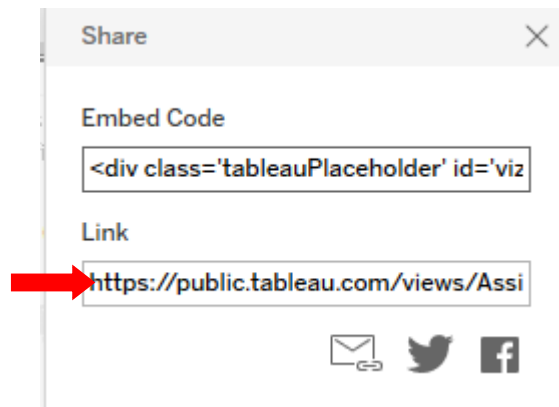 Share
Embed Code
<div class='tableauPlaceholder' id='viz
Link
https://public.tableau.com/views/Assi